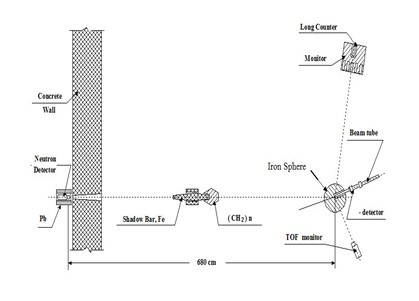 Long Counter
Monitor
Concrete
Wall
Beam tube
Neutron
Detector
Iron Sphere
Pb
Shadow Bar, Fe
(CH2) n
- detector
TOF monitor
680 cm